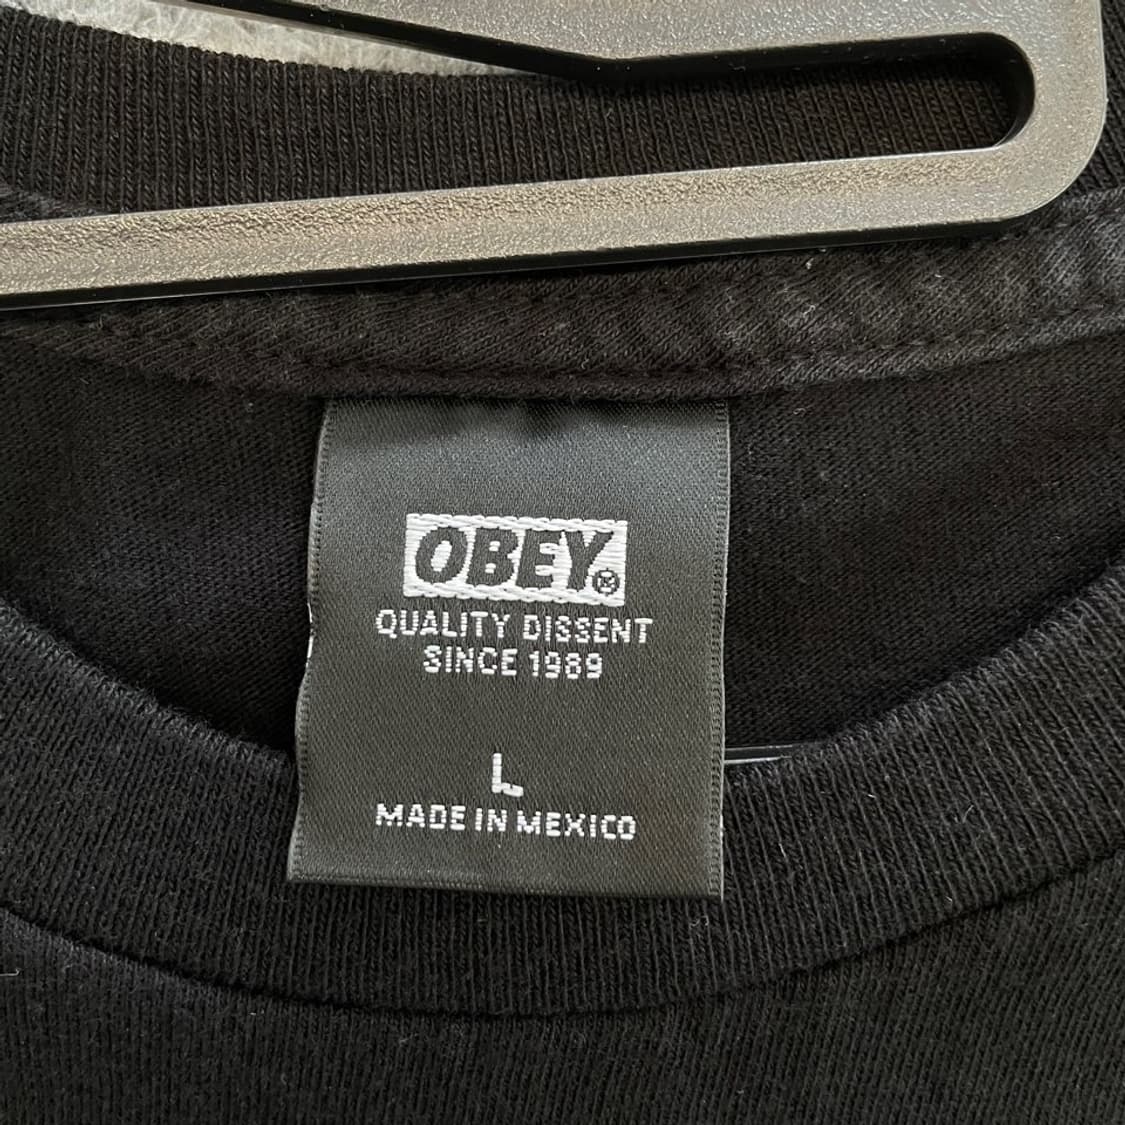 OBEY®
QUALITY DISSENT
SINCE 1989
L
MADE IN MEXICO